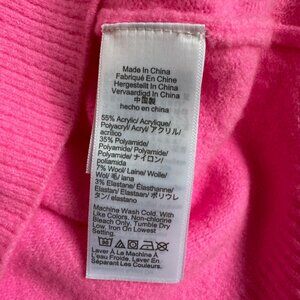 Made In China
Fabriqué En Chine
Hergestellt In China
Vervaardigd In China
中国製
hecho en china
55% Acrylic/ Acrylique/
Polyacryl/ Acryl/ アクリル/
acrílico
35% Polyamide/
Polyamide/ Polyamid/
Polyamide/ ナイロン/
poliamida
7% Wool/ Laine/ Wolle/
Wol/ 毛/ lana
3% Elastane/ Élasthanne/
Elastan/ Elastaan/ ポリウレ
タン/ elastano
Machine Wash Cold. With
Like Colors. Non-chlorine
Bleach Only. Tumble Dry
Low. Iron On Lowest
Setting.
Laver À La Machine À
L'eau Froide. Laver En
Séparant Les Couleurs.